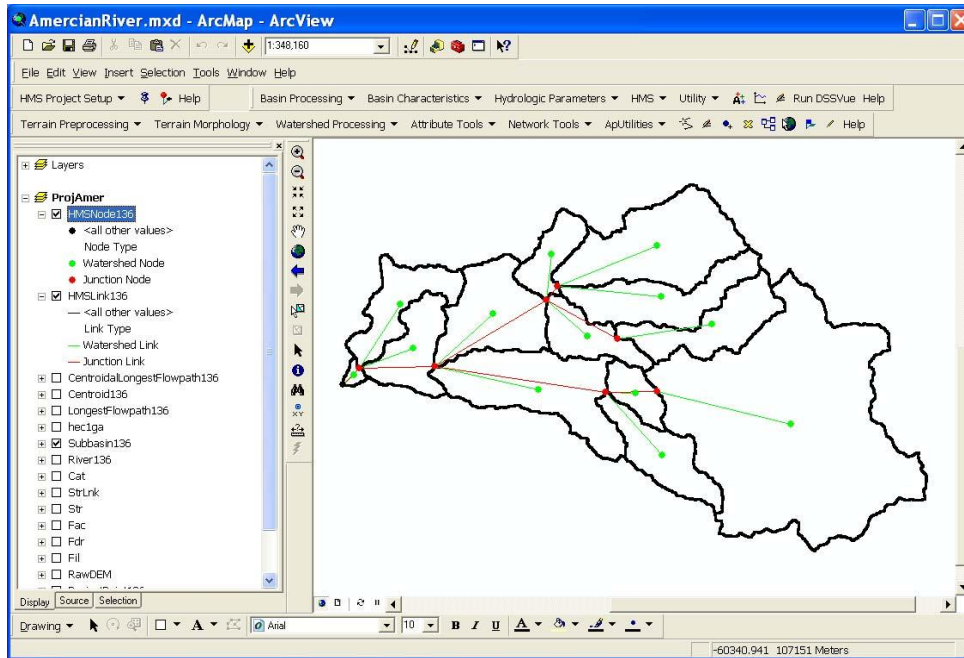 AmercianRiver.mxd - ArcMap - ArcView
1:348,160
File Edit View Insert Selection Tools Window Help
HMS Project Setup Help Basin Processing Basin Characteristics Hydrologic Parameters HMS Utility Run DSSVue Help
Terrain Preprocessing Terrain Morphology Watershed Processing Attribute Tools Network Tools ApUtilities Help
Layers
ProjAmer
HMSNode136
<all other values>
Node Type
Watershed Node
Junction Node
HMSLink136
<all other values>
Link Type
Watershed Link
Junction Link
CentroidalLongestFlowpath136
Centroid136
LongestFlowpath136
hec1ga
Subbasin136
River136
Cat
StrLnk
Str
Fac
Fdr
Fil
RawDEM
Display Source Selection
Drawing Arial 10 B I U A
-60340.941 107151 Meters